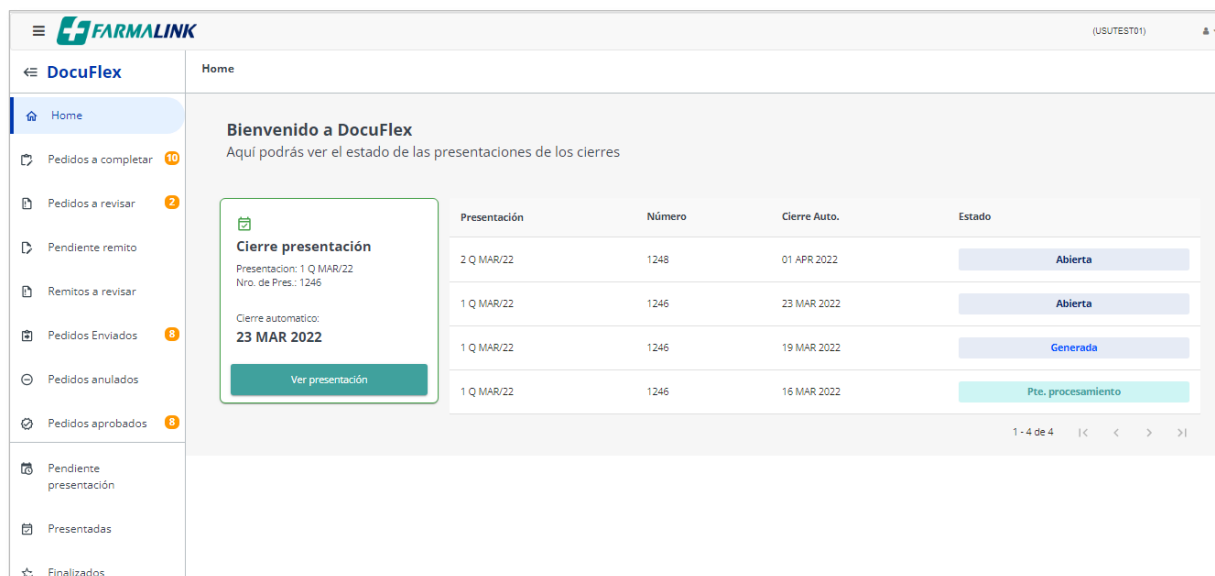 FARMALINK
(USUTEST01)
DocuFlex
Home
Home
Pedidos a completar 10
Pedidos a revisar 2
Pendiente remito
Remitos a revisar
Pedidos Enviados 8
Pedidos anulados
Pedidos aprobados 8
Pendiente
presentación
Presentadas
Finalizados
Bienvenido a DocuFlex
Aquí podrás ver el estado de las presentaciones de los cierres
Cierre presentación
Presentacion: 1 Q MAR/22
Nro. de Pres.: 1246
Cierre automatico:
23 MAR 2022
Ver presentación
Presentación Número Cierre Auto. Estado
2 Q MAR/22 1248 01 APR 2022 Abierta
1 Q MAR/22 1246 23 MAR 2022 Abierta
1 Q MAR/22 1246 19 MAR 2022 Generada
1 Q MAR/22 1246 16 MAR 2022 Pte. procesamiento
1 - 4 de 4